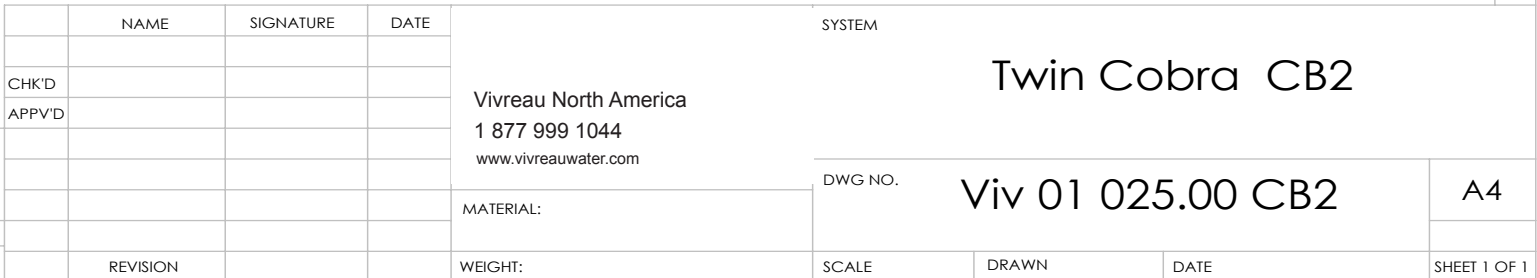 NAME SIGNATURE DATE
CHK'D
APPV'D
REVISION
Vivreau North America
1 877 999 1044
www.vivreauwater.com
MATERIAL:
WEIGHT:
SYSTEM
Twin Cobra CB2
DWG NO. Viv 01 025.00 CB2 A4
SCALE DRAWN DATE SHEET 1 OF 1